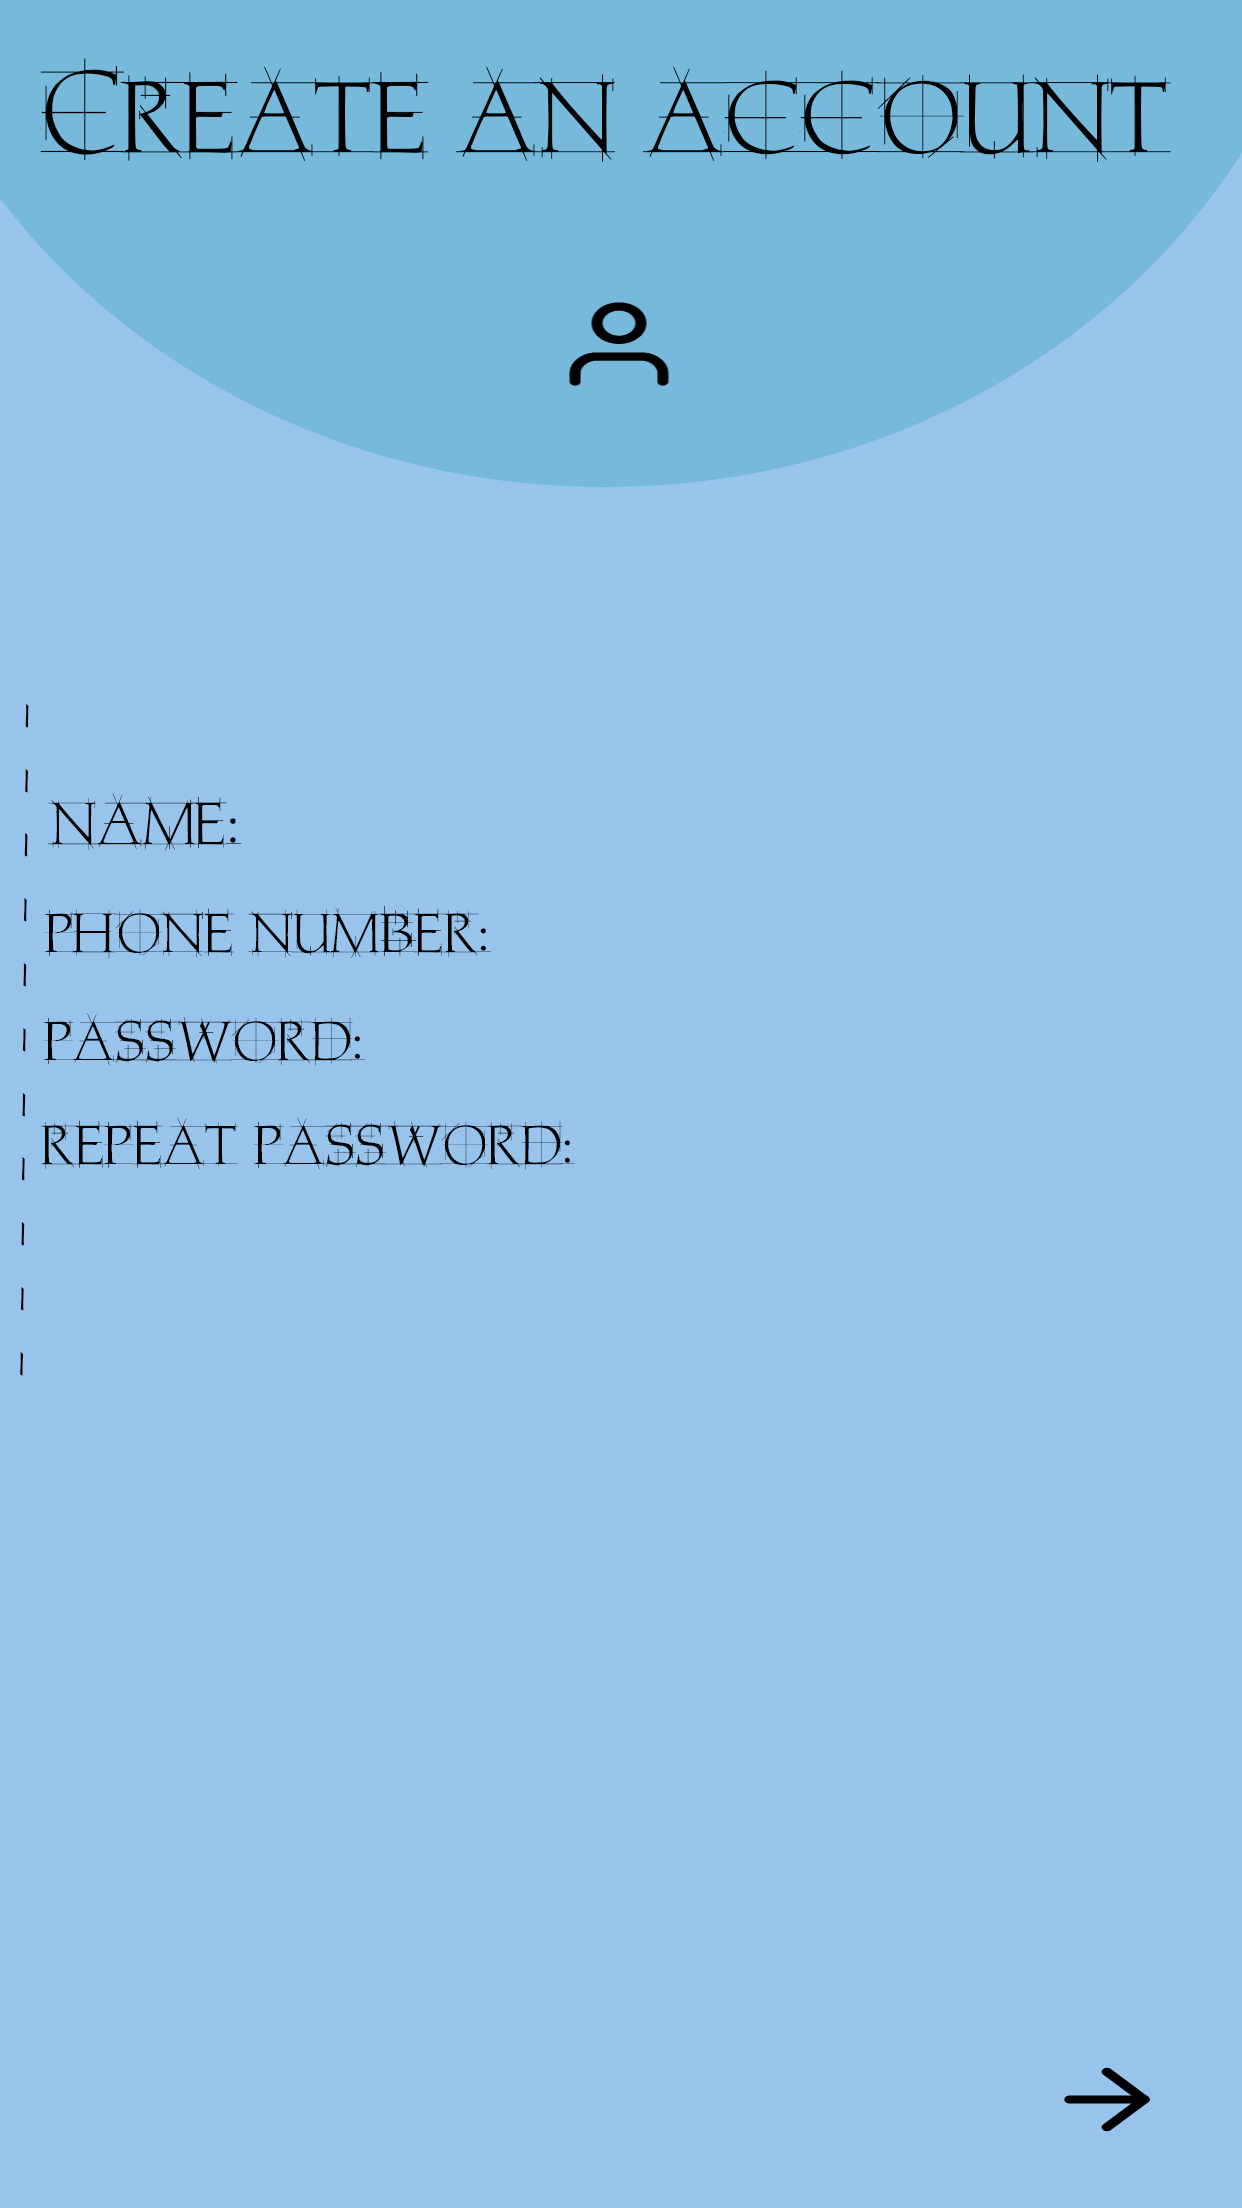 Create an account
NAME:
PHONE NUMBER:
PASSWORD:
REPEAT PASSWORD: